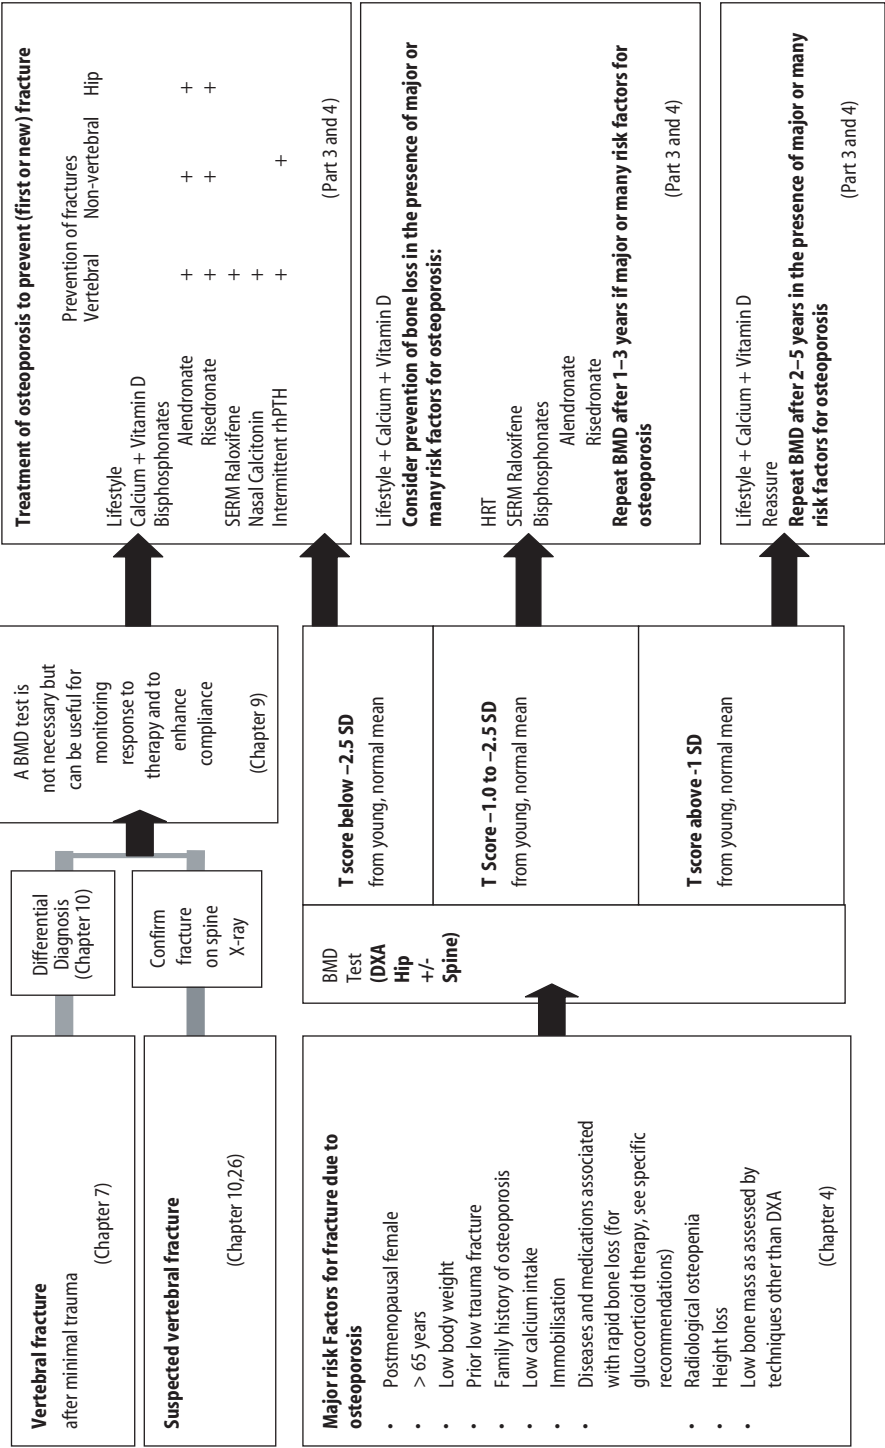 Vertebral fracture
after minimal trauma
(Chapter 7)
Suspected vertebral fracture
(Chapter 10,26)
Differential
Diagnosis
(Chapter 10)
Confirm
fracture
on spine
X-ray
A BMD test is
not necessary but
can be useful for
monitoring
response to
therapy and to
enhance
compliance
(Chapter 9)
Treatment of osteoporosis to prevent (first or new) fracture
Prevention of fractures
Vertebral Non-vertebral Hip
Lifestyle
Calcium + Vitamin D
Bisphosphonates
Alendronate + + +
Risedronate + + +
SERM Raloxifene +
Nasal Calcitonin +
Intermittent rhPTH + +
(Part 3 and 4)
Major risk Factors for fracture due to
osteoporosis
• Postmenopausal female
• > 65 years
• Low body weight
• Prior low trauma fracture
• Family history of osteoporosis
• Low calcium intake
• Immobilisation
• Diseases and medications associated
with rapid bone loss (for
glucocorticoid therapy, see specific
recommendations)
• Radiological osteopenia
• Height loss
• Low bone mass as assessed by
techniques other than DXA
(Chapter 4)
BMD
Test
(DXA
Hip
+/-
Spine)
T score below –2.5 SD
from young, normal mean
T Score –1.0 to –2.5 SD
from young, normal mean
T score above -1 SD
from young, normal mean
Lifestyle + Calcium + Vitamin D
Consider prevention of bone loss in the presence of major or
many risk factors for osteoporosis:
HRT
SERM Raloxifene
Bisphosphonates
Alendronate
Risedronate
Repeat BMD after 1–3 years if major or many risk factors for
osteoporosis
(Part 3 and 4)
Lifestyle + Calcium + Vitamin D
Reassure
Repeat BMD after 2–5 years in the presence of major or many
risk factors for osteoporosis
(Part 3 and 4)